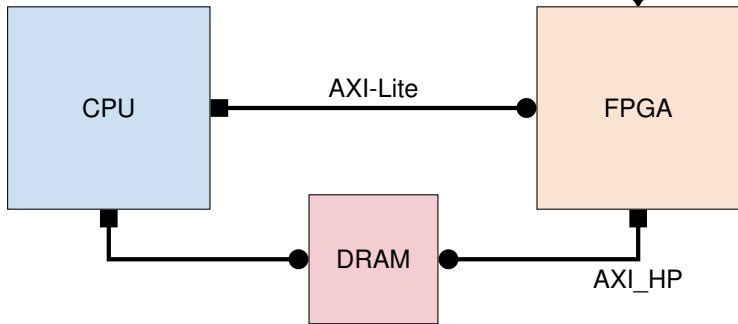 AXI-Lite
CPU
FPGA
DRAM
AXI_HP